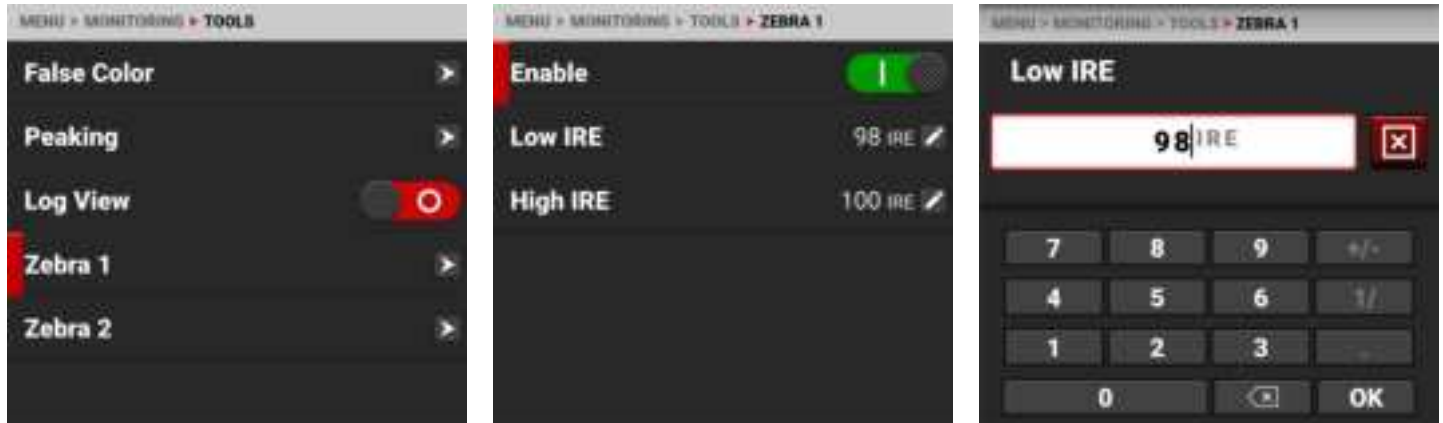 MENU > MONITORING ▸ TOOLS
False Color
Peaking
Log View
Zebra 1
Zebra 2
MENU > MONITORING > TOOLS ▸ ZEBRA 1
Enable
Low IRE 98 IRE
High IRE 100 IRE
MENU > MONITORING > TOOLS ▸ ZEBRA 1
Low IRE
98 IRE
7 8 9 +/-
4 5 6 1/
1 2 3 .
0 OK